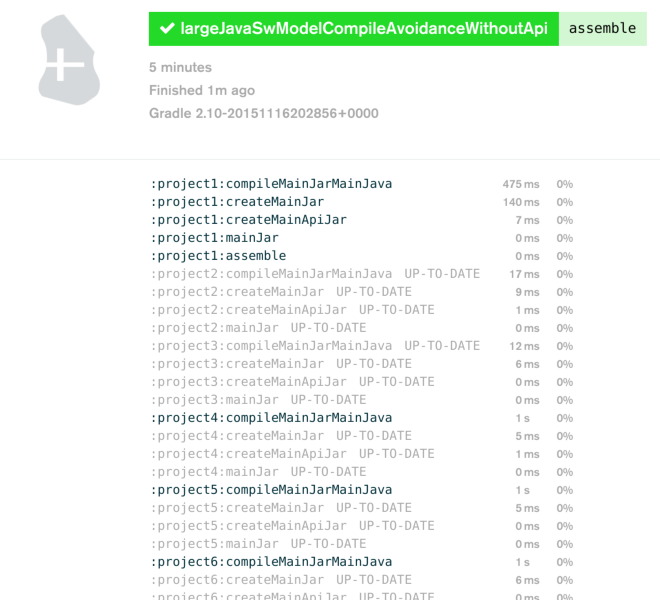 ✔ largeJavaSwModelCompileAvoidanceWithoutApi assemble
5 minutes
Finished 1m ago
Gradle 2.10-20151116202856+0000
:project1:compileMainJarMainJava 475 ms 0%
:project1:createMainJar 140 ms 0%
:project1:createMainApiJar 7 ms 0%
:project1:mainJar 0 ms 0%
:project1:assemble 0 ms 0%
:project2:compileMainJarMainJava UP-TO-DATE 17 ms 0%
:project2:createMainJar UP-TO-DATE 9 ms 0%
:project2:createMainApiJar UP-TO-DATE 1 ms 0%
:project2:mainJar UP-TO-DATE 0 ms 0%
:project3:compileMainJarMainJava UP-TO-DATE 12 ms 0%
:project3:createMainJar UP-TO-DATE 6 ms 0%
:project3:createMainApiJar UP-TO-DATE 0 ms 0%
:project3:mainJar UP-TO-DATE 0 ms 0%
:project4:compileMainJarMainJava 1 s 0%
:project4:createMainJar UP-TO-DATE 5 ms 0%
:project4:createMainApiJar UP-TO-DATE 1 ms 0%
:project4:mainJar UP-TO-DATE 0 ms 0%
:project5:compileMainJarMainJava 1 s 0%
:project5:createMainJar UP-TO-DATE 5 ms 0%
:project5:createMainApiJar UP-TO-DATE 0 ms 0%
:project5:mainJar UP-TO-DATE 0 ms 0%
:project6:compileMainJarMainJava 1 s 0%
:project6:createMainJar UP-TO-DATE 6 ms 0%
:project6:createMainApiJar UP-TO-DATE 0 ms 0%